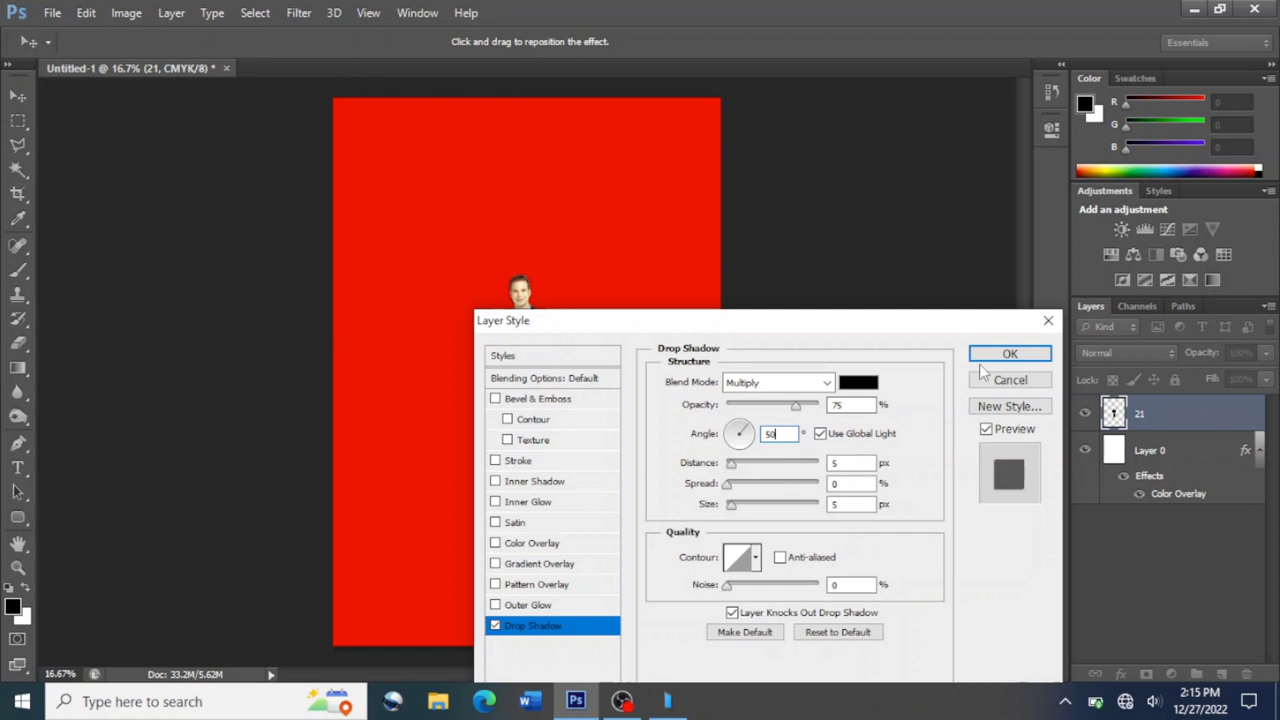 Ps File Edit Image Layer Type Select Filter 3D View Window Help
Click and drag to reposition the effect.
Essentials
Untitled-1 @ 16.7% (21, CMYK/8) * ×
Color Swatches
R 0
G 0
B 0
Adjustments Styles
Add an adjustment
Layers Channels Paths
Kind
Normal Opacity: 100%
Lock: Fill: 100%
21
Layer 0 fx
Effects
Color Overlay
Layer Style
Styles
Blending Options: Default
Bevel & Emboss
Contour
Texture
Stroke
Inner Shadow
Inner Glow
Satin
Color Overlay
Gradient Overlay
Pattern Overlay
Outer Glow
Drop Shadow
Drop Shadow
Structure
Blend Mode: Multiply
Opacity: 75 %
Angle: 50 ° Use Global Light
Distance: 5 px
Spread: 0 %
Size: 5 px
Quality
Contour: Anti-aliased
Noise: 0 %
Layer Knocks Out Drop Shadow
Make Default Reset to Default
OK
Cancel
New Style...
Preview
16.67% Doc: 33.2M/5.62M
Type here to search
2:15 PM
12/27/2022